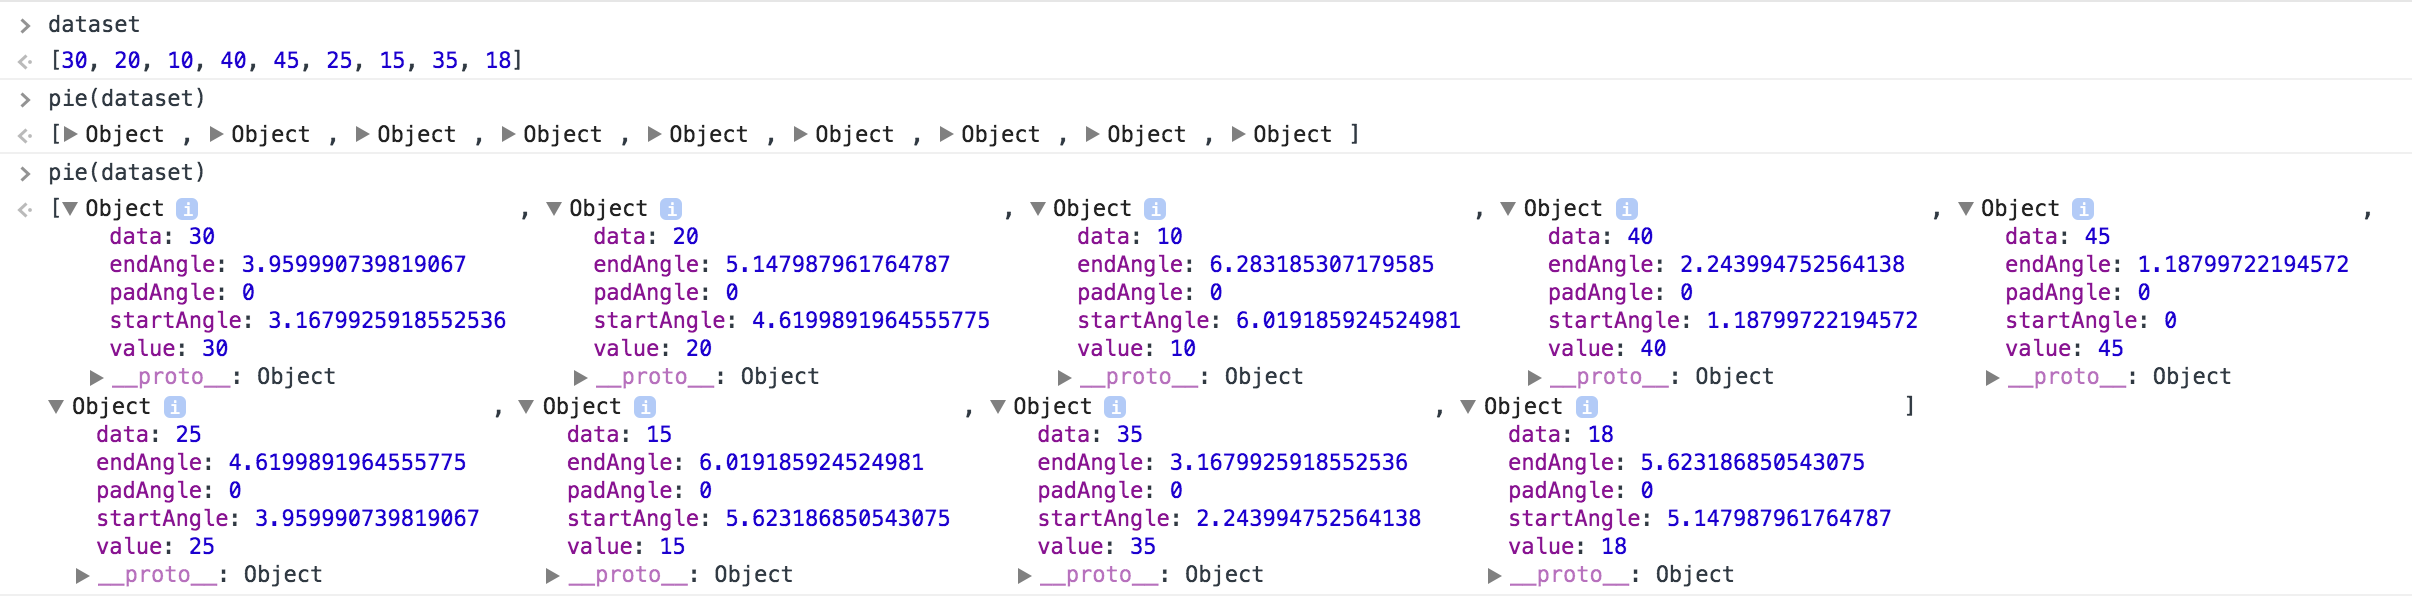 > dataset
[30, 20, 10, 40, 45, 25, 15, 35, 18]
> pie(dataset)
[▶Object , ▶Object , ▶Object , ▶Object , ▶Object , ▶Object , ▶Object , ▶Object , ▶Object ]
> pie(dataset)
[▼Object i , ▼Object i , ▼Object i , ▼Object i , ▼Object i ,
data: 30 data: 20 data: 10 data: 40 data: 45
endAngle: 3.959990739819067 endAngle: 5.147987961764787 endAngle: 6.283185307179585 endAngle: 2.243994752564138 endAngle: 1.18799722194572
padAngle: 0 padAngle: 0 padAngle: 0 padAngle: 0 padAngle: 0
startAngle: 3.1679925918552536 startAngle: 4.6199891964555775 startAngle: 6.019185924524981 startAngle: 1.18799722194572 startAngle: 0
value: 30 value: 20 value: 10 value: 40 value: 45
▶__proto__: Object ▶__proto__: Object ▶__proto__: Object ▶__proto__: Object ▶__proto__: Object
▼Object i , ▼Object i , ▼Object i , ▼Object i ]
data: 25 data: 15 data: 35 data: 18
endAngle: 4.6199891964555775 endAngle: 6.019185924524981 endAngle: 3.1679925918552536 endAngle: 5.623186850543075
padAngle: 0 padAngle: 0 padAngle: 0 padAngle: 0
startAngle: 3.959990739819067 startAngle: 5.623186850543075 startAngle: 2.243994752564138 startAngle: 5.147987961764787
value: 25 value: 15 value: 35 value: 18
▶__proto__: Object ▶__proto__: Object ▶__proto__: Object ▶__proto__: Object